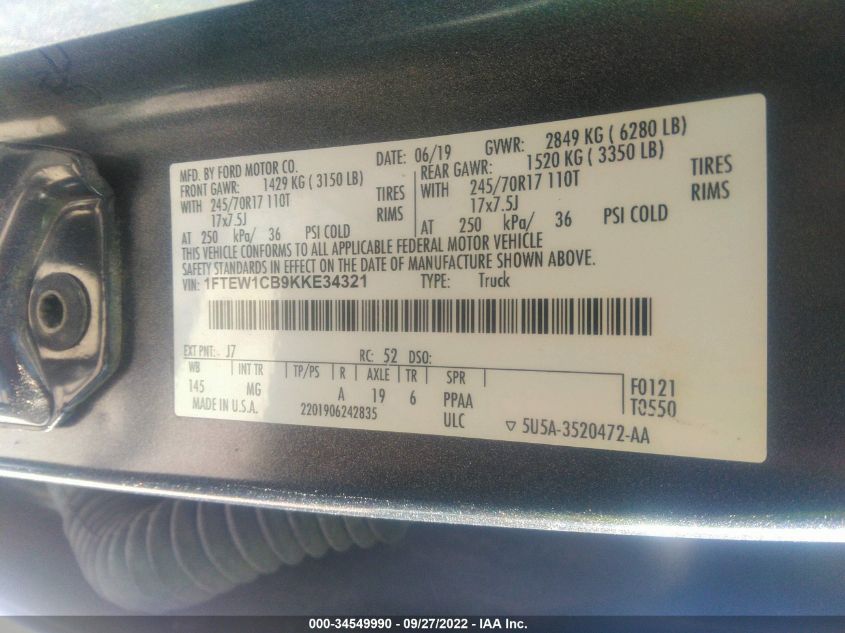 MFD. BY FORD MOTOR CO.
DATE: 06/19 GVWR: 2849 KG ( 6280 LB)
FRONT GAWR: 1429 KG ( 3150 LB) REAR GAWR: 1520 KG ( 3350 LB)
WITH 245/70R17 110T TIRES WITH 245/70R17 110T TIRES
17x7.5J RIMS 17x7.5J RIMS
AT 250 kPa/ 36 PSI COLD AT 250 kPa/ 36 PSI COLD
THIS VEHICLE CONFORMS TO ALL APPLICABLE FEDERAL MOTOR VEHICLE
SAFETY STANDARDS IN EFFECT ON THE DATE OF MANUFACTURE SHOWN ABOVE.
VIN: 1FTEW1CB9KKE34321 TYPE: Truck
EXT PNT: J7 RC: 52 DSO:
WB INT TR TP/PS R AXLE TR SPR
145 MG A 19 6 PPAA
F0121
MADE IN U.S.A. 2201906242835 ULC
T0550
▽ 5U5A-3520472-AA
000-34549990 - 09/27/2022 - IAA Inc.